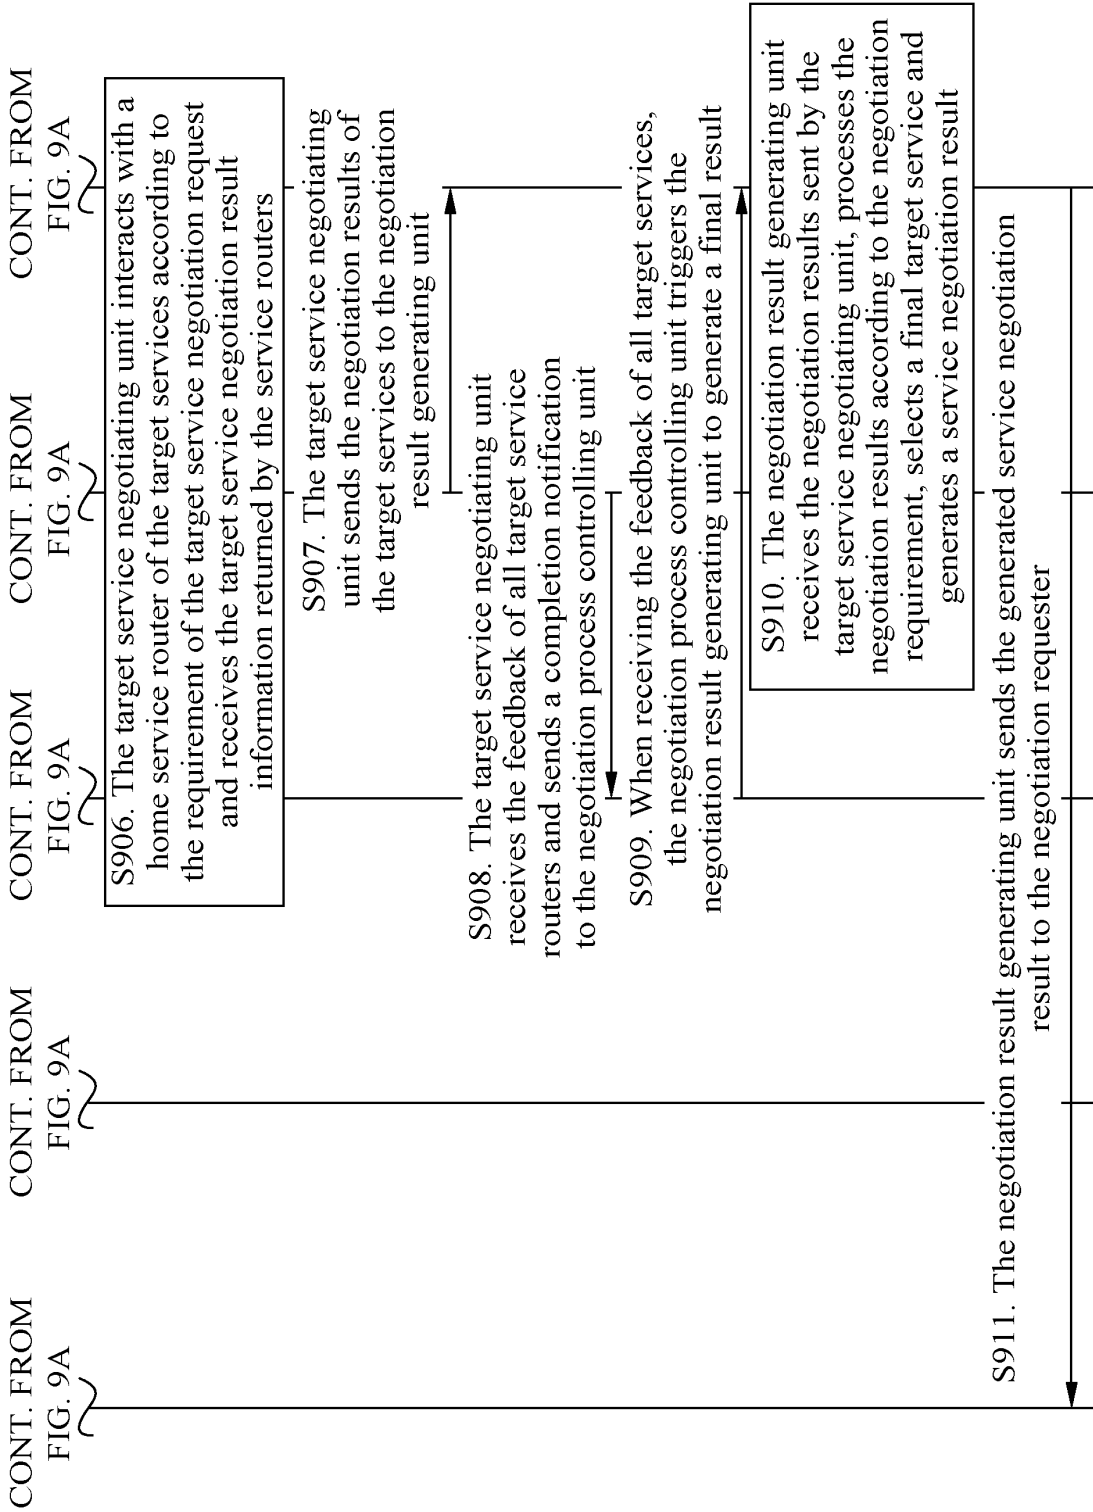 CONT. FROM
FIG. 9A
CONT. FROM
FIG. 9A
CONT. FROM
FIG. 9A
CONT. FROM
FIG. 9A
CONT. FROM
FIG. 9A
S906. The target service negotiating unit interacts with a
home service router of the target services according to
the requirement of the target service negotiation request
and receives the target service negotiation result
information returned by the service routers
S907. The target service negotiating
unit sends the negotiation results of
the target services to the negotiation
result generating unit
S908. The target service negotiating unit
receives the feedback of all target service
routers and sends a completion notification
to the negotiation process controlling unit
S909. When receiving the feedback of all target services,
the negotiation process controlling unit triggers the
negotiation result generating unit to generate a final result
S910. The negotiation result generating unit
receives the negotiation results sent by the
target service negotiating unit, processes the
negotiation results according to the negotiation
requirement, selects a final target service and
generates a service negotiation result
S911. The negotiation result generating unit sends the generated service negotiation
result to the negotiation requester